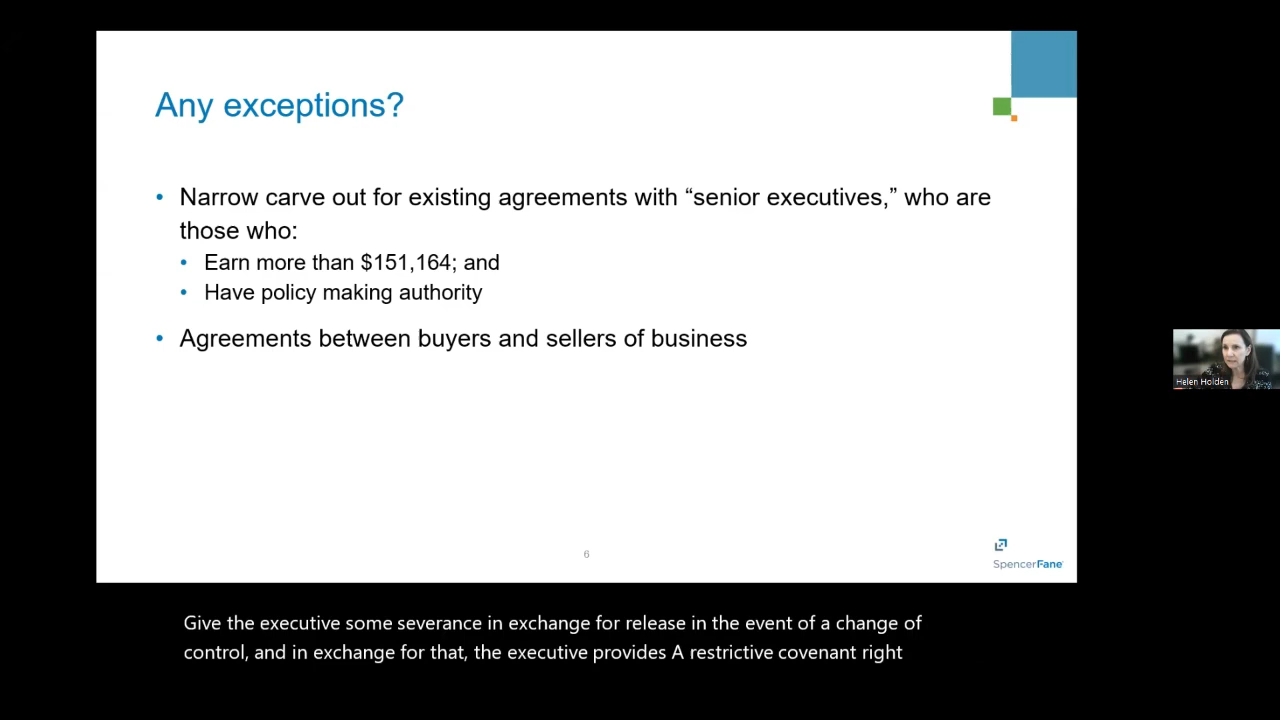 Any exceptions?
• Narrow carve out for existing agreements with “senior executives,” who are
those who:
• Earn more than $151,164; and
• Have policy making authority
• Agreements between buyers and sellers of business
Helen Holden
6
SpencerFane
Give the executive some severance in exchange for release in the event of a change of
control, and in exchange for that, the executive provides A restrictive covenant right